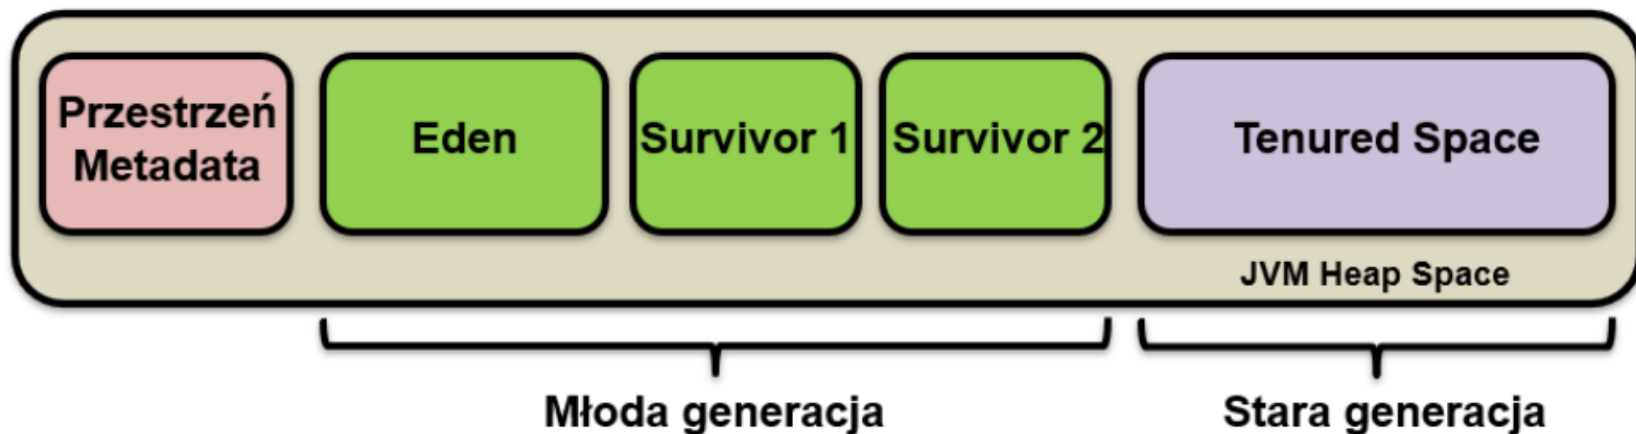 Przestrzeń
Metadata
Eden
Survivor 1
Survivor 2
Tenured Space
JVM Heap Space
Młoda generacja
Stara generacja